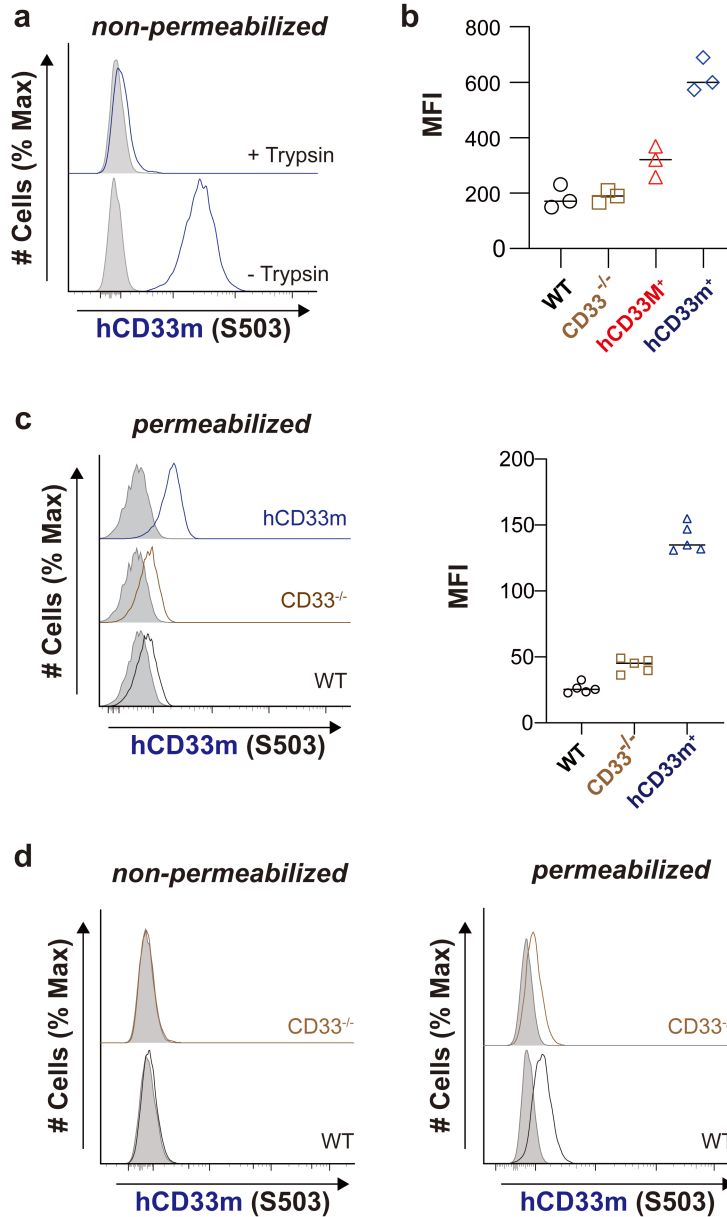 a
non-permeabilized
# Cells (% Max)
+ Trypsin
- Trypsin
hCD33m (S503)
b
MFI
800
600
400
200
0
WT
CD33-/-
hCD33M+
hCD33m+
c
permeabilized
# Cells (% Max)
hCD33m
CD33-/-
WT
hCD33m (S503)
MFI
200
150
100
50
0
WT
CD33-/-
hCD33m+
d
non-permeabilized
# Cells (% Max)
CD33-/-
WT
hCD33m (S503)
permeabilized
# Cells (% Max)
CD33-/
WT
hCD33m (S503)